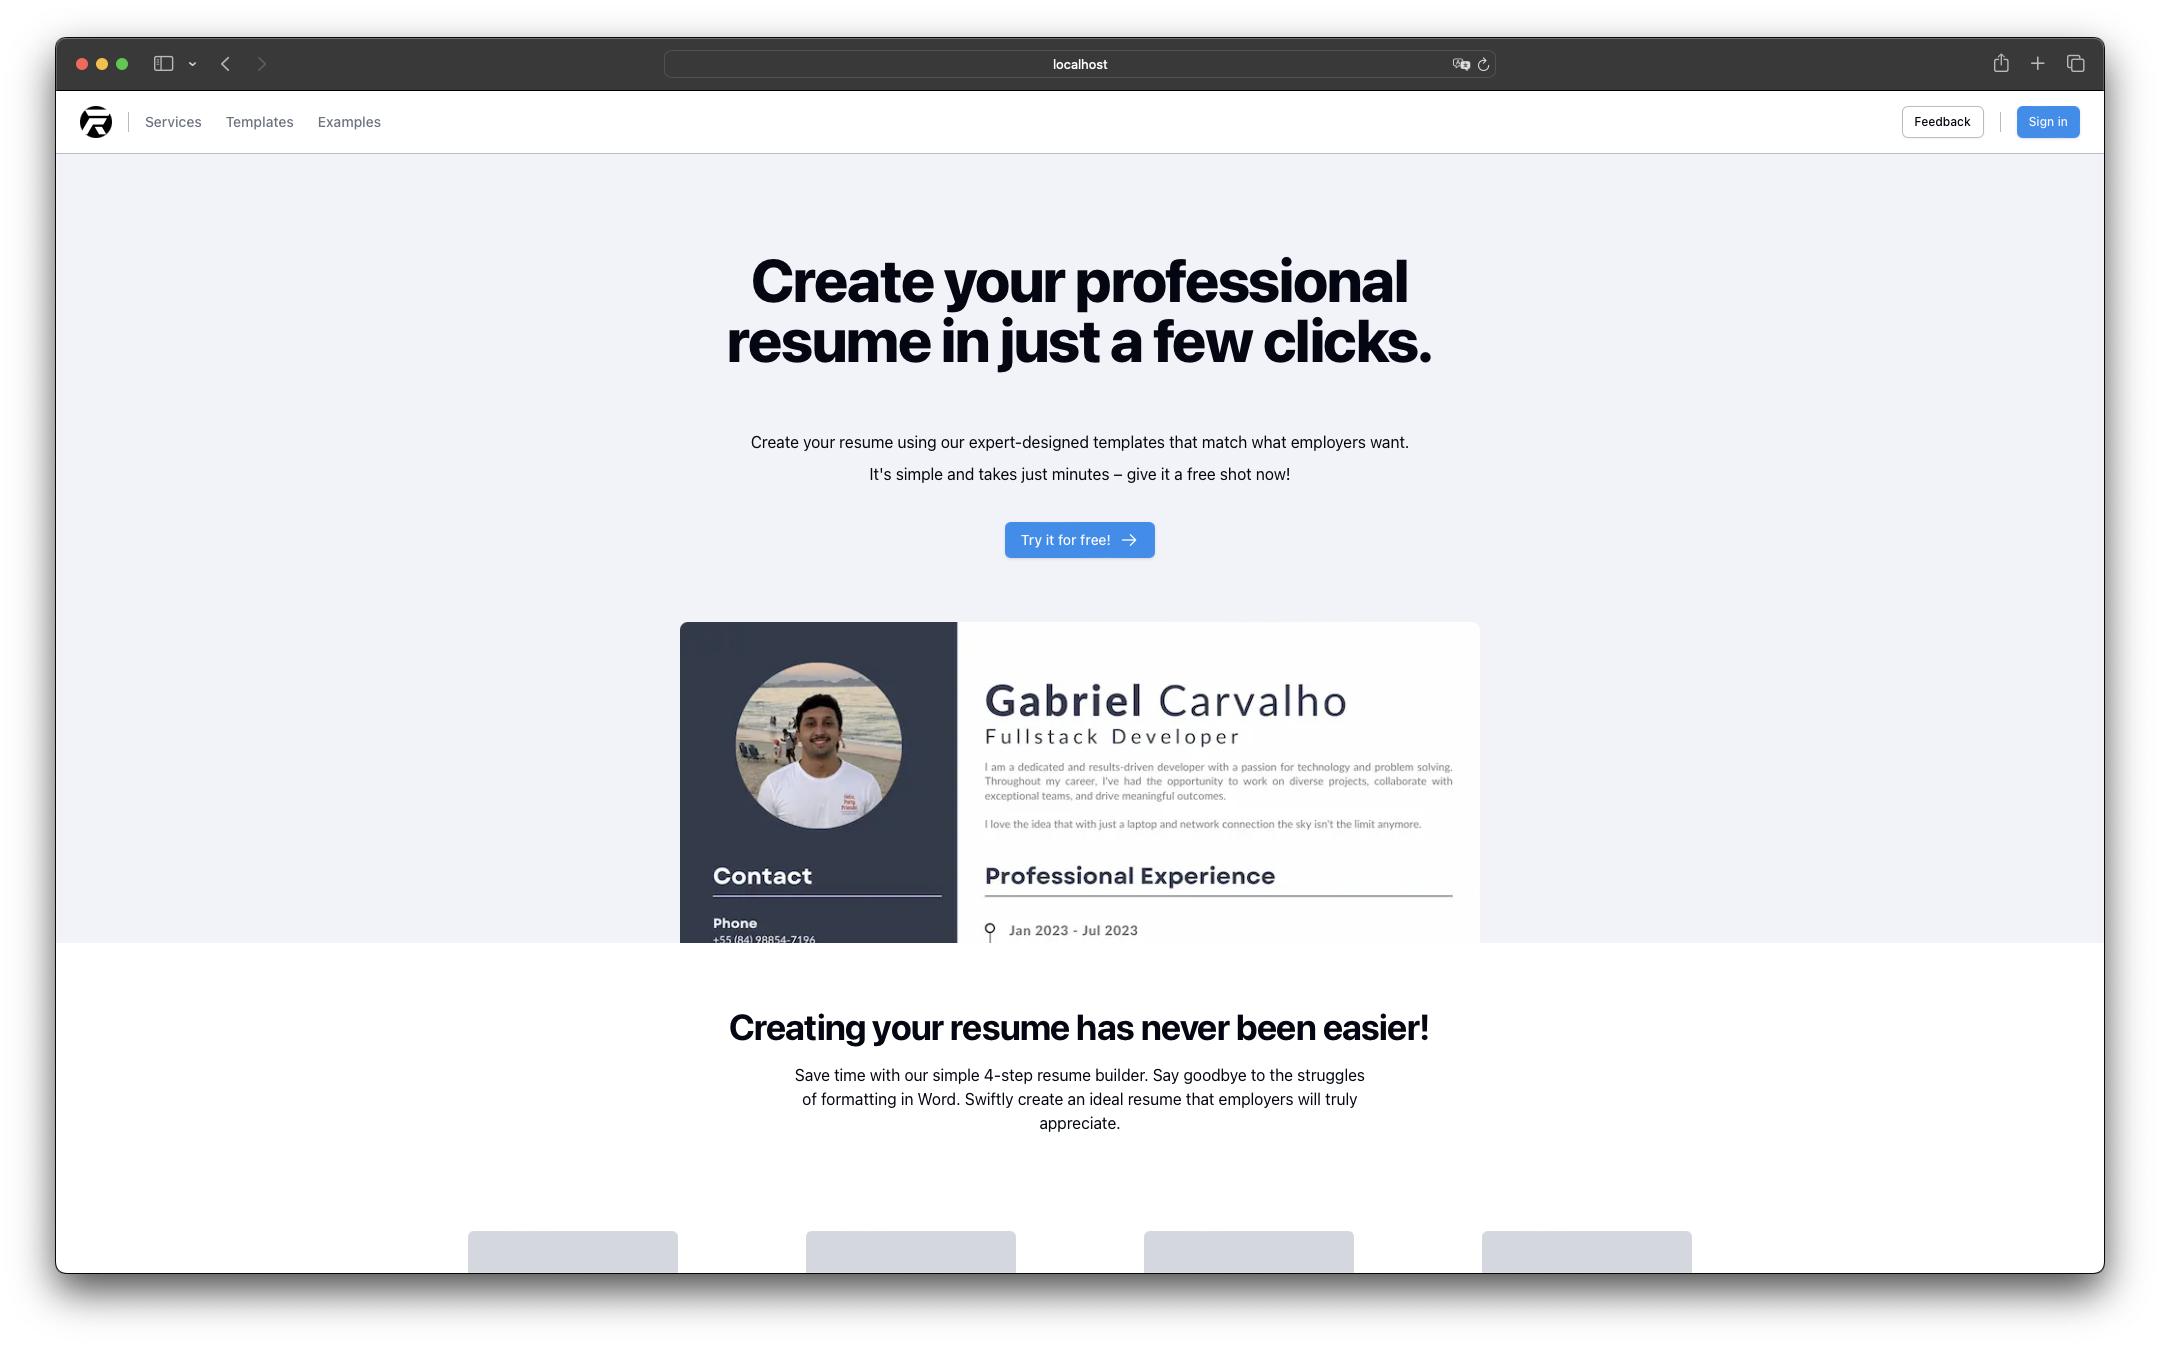 localhost
Services Templates Examples Feedback Sign in
Create your professional
resume in just a few clicks.
Create your resume using our expert-designed templates that match what employers want.
It's simple and takes just minutes – give it a free shot now!
Try it for free!
Gabriel Carvalho
Fullstack Developer
I am a dedicated and results-driven developer with a passion for technology and problem solving.
Throughout my career, I've had the opportunity to work on diverse projects, collaborate with
exceptional teams, and drive meaningful outcomes.
I love the idea that with just a laptop and network connection the sky isn't the limit anymore.
Contact
Phone
+55 (84) 98854-7196
Professional Experience
Jan 2023 - Jul 2023
Hello,
Party
Friends
Creating your resume has never been easier!
Save time with our simple 4-step resume builder. Say goodbye to the struggles
of formatting in Word. Swiftly create an ideal resume that employers will truly
appreciate.